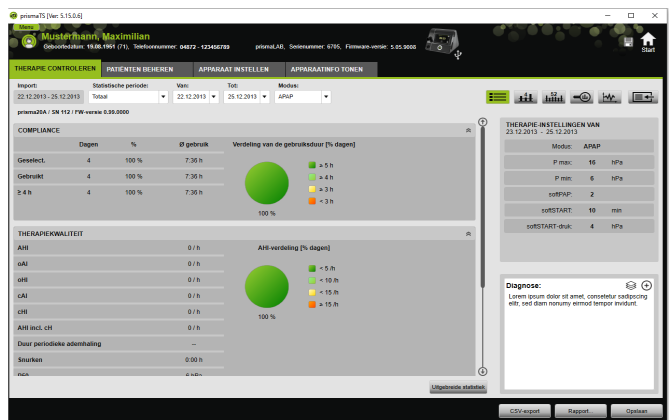 prismaTS [Ver: 5.15.0.6]
Menu
Mustermann, Maximilian
Geboortedatum: 19.08.1951 (71), Telefoonnummer: 04872 - 123456789
prismaLAB, Serienummer: 6705, Firmware-versie: 5.05.9008
Start
THERAPIE CONTROLEREN
PATIËNTEN BEHEREN
APPARAAT INSTELLEN
APPARAATINFO TONEN
Import:
Statistische periode:
Van:
Tot:
Modus:
22.12.2013 - 25.12.2013
Totaal
22.12.2013
25.12.2013
APAP
prisma20A / SN 112 / FW-versie 0.99.0000
COMPLIANCE
Dagen % Ø gebruik
Geselect. 4 100 % 7:36 h
Gebruikt 4 100 % 7:36 h
≥ 4 h 4 100 % 7:36 h
Verdeling van de gebruiksduur [% dagen]
≥ 5 h
≥ 4 h
≥ 3 h
< 3 h
100 %
THERAPIEKWALITEIT
AHI 0 / h
oAI 0 / h
oHI 0 / h
cAI 0 / h
cHI 0 / h
AHI incl. cH 0 / h
Duur periodieke ademhaling --
Snurken 0:00 h
P50 6 hPa
AHI-verdeling [% dagen]
< 5 /h
< 10 /h
< 15 /h
≥ 15 /h
100 %
Uitgebreide statistiek
52
THERAPIE-INSTELLINGEN VAN
23.12.2013 - 25.12.2013
Modus: APAP
P max: 16 hPa
P min: 6 hPa
softPAP: 2
softSTART: 10 min
softSTART-druk: 4 hPa
Diagnose:
Lorem ipsum dolor sit amet, consetetur sadipscing
elitr, sed diam nonumy eirmod tempor invidunt.
CSV-export
Rapport...
Opslaan